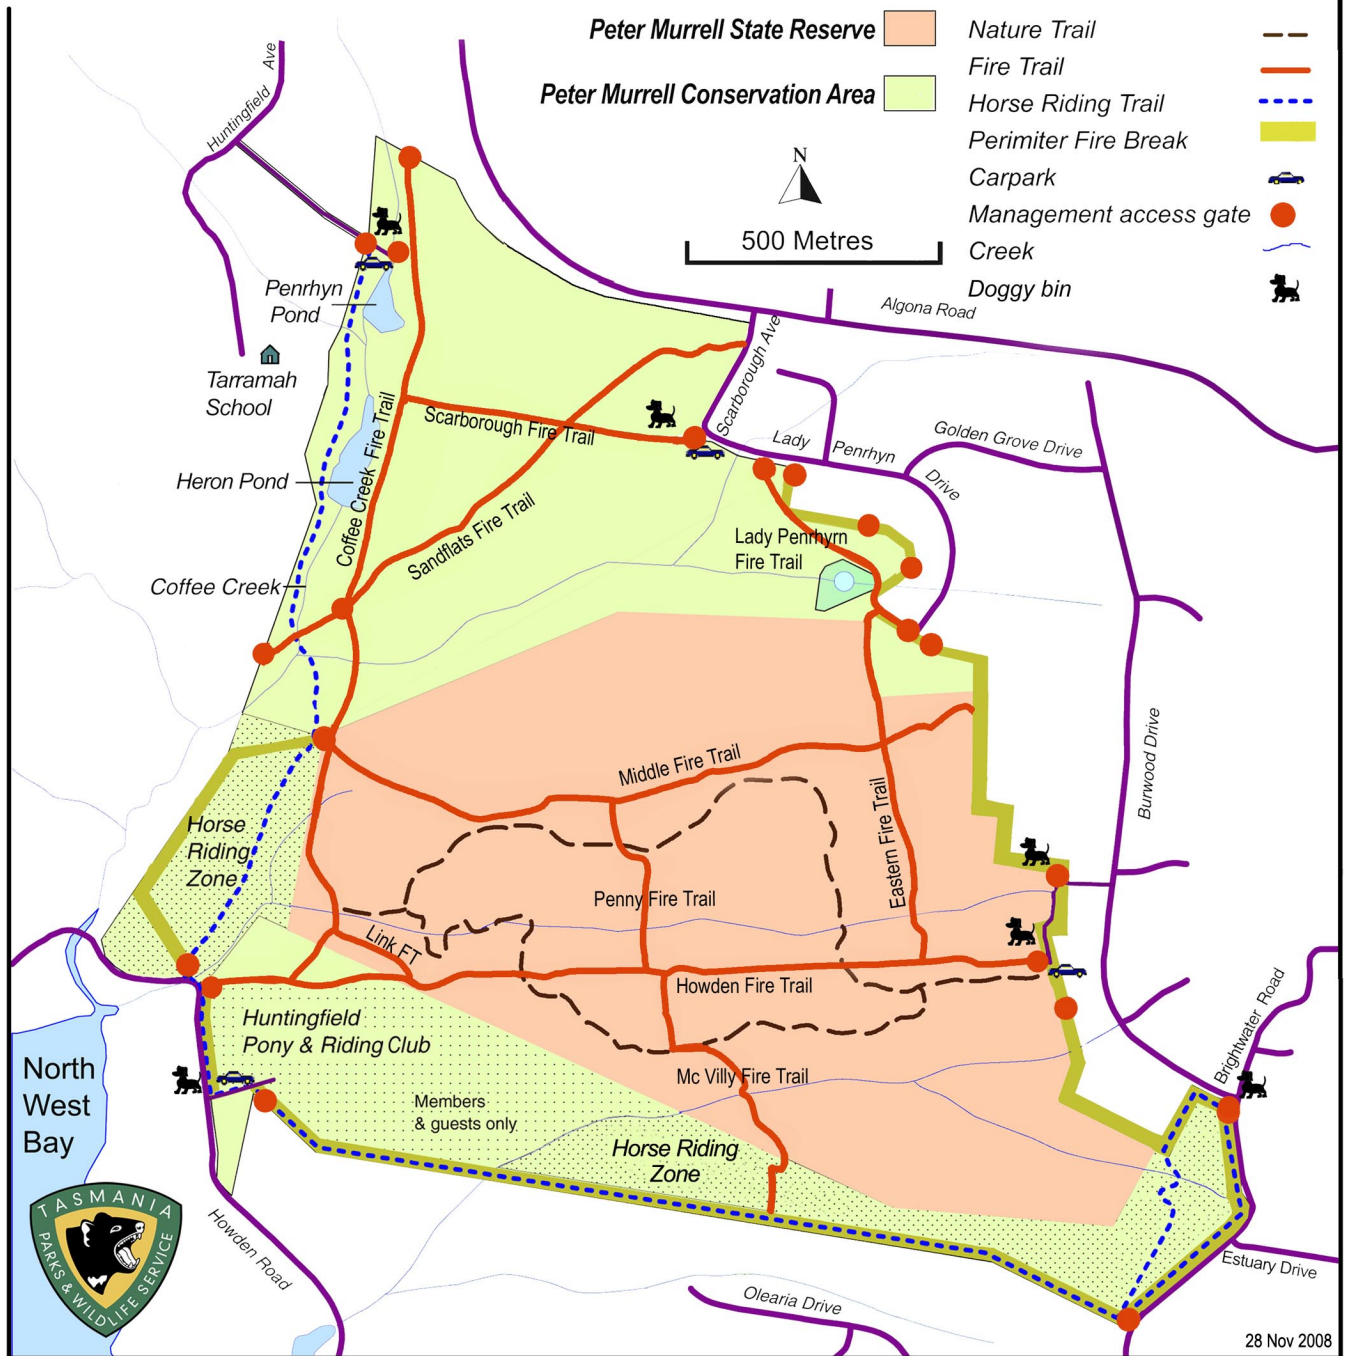 Peter Murrell State Reserve
Peter Murrell Conservation Area
Nature Trail
Fire Trail
Horse Riding Trail
Perimiter Fire Break
Carpark
Management access gate
Creek
Doggy bin
N
500 Metres
Huntingfield Ave
Algona Road
Scarborough Ave
Penrhyn
Pond
Tarramah
School
Heron Pond
Coffee Creek
Coffee Creek Fire Trail
Scarborough Fire Trail
Sandflats Fire Trail
Lady Penrhyn Drive
Golden Grove Drive
Lady Penrhyrn
Fire Trail
Burwood Drive
Middle Fire Trail
Eastern Fire Trail
Horse
Riding
Zone
Penny Fire Trail
Link FT
Howden Fire Trail
Huntingfield
Pony & Riding Club
Mc Villy Fire Trail
Members
& guests only
Horse Riding
Zone
North
West
Bay
Brightwater Road
Howden Road
Estuary Drive
Olearia Drive
TASMANIA
PARKS & WILDLIFE SERVICE
28 Nov 2008